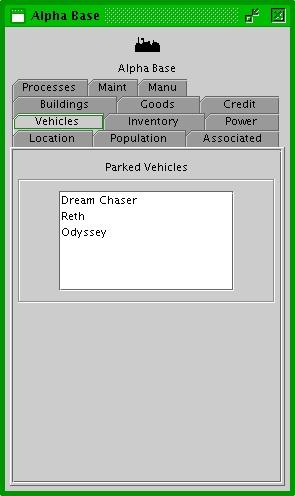 Alpha Base
Alpha Base
Processes Maint Manu
Buildings Goods Credit
Vehicles Inventory Power
Location Population Associated
Parked Vehicles
Dream Chaser
Reth
Odyssey